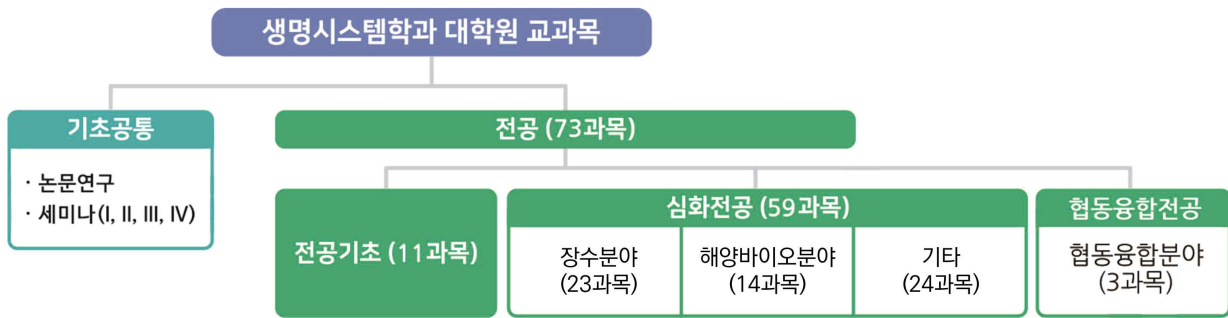 생명시스템학과 대학원 교과목
기초공통
· 논문연구
· 세미나(I, II, III, IV)
전공 (73과목)
전공기초 (11과목)
심화전공 (59과목)
장수분야
(23과목)
해양바이오분야
(14과목)
기타
(24과목)
협동융합전공
협동융합분야
(3과목)